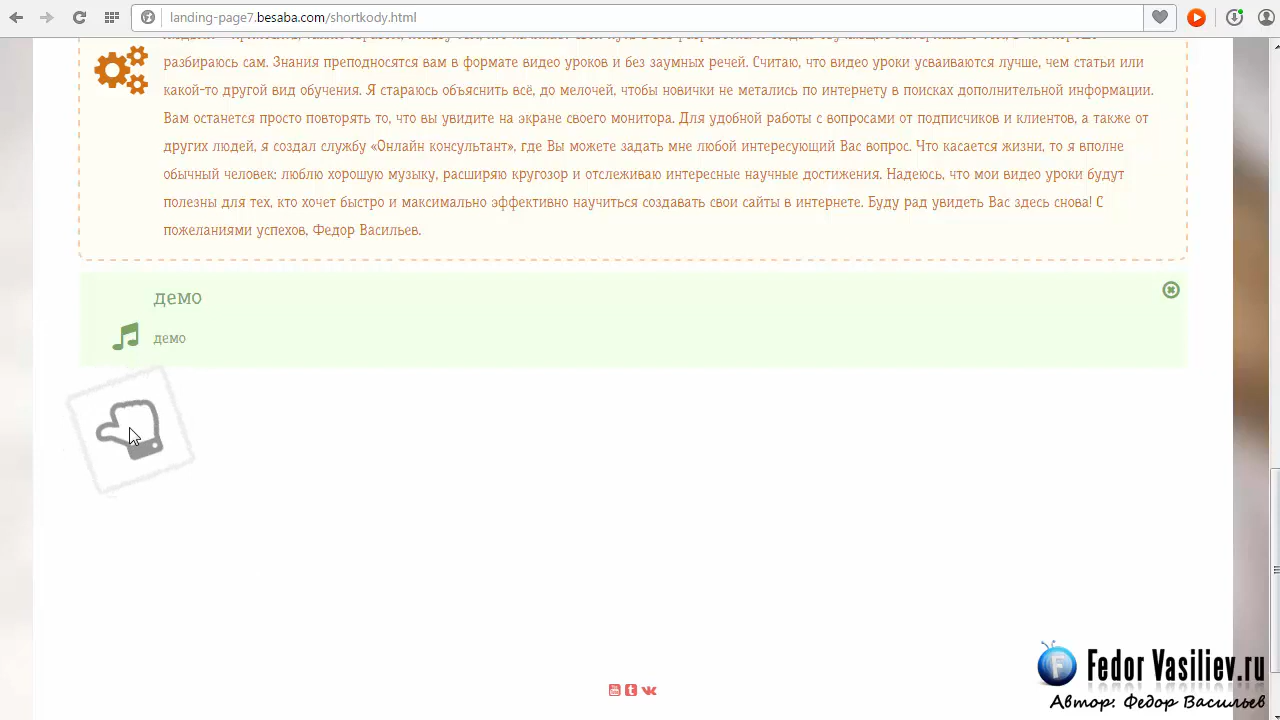 landing-page7.besaba.com/shortkody.html
разбираюсь сам. Знания преподносятся вам в формате видео уроков и без заумных речей. Считаю, что видео уроки усваиваются лучше, чем статьи или
какой-то другой вид обучения. Я стараюсь объяснить всё, до мелочей, чтобы новички не метались по интернету в поисках дополнительной информации.
Вам останется просто повторять то, что вы увидите на экране своего монитора. Для удобной работы с вопросами от подписчиков и клиентов, а также от
других людей, я создал службу «Онлайн консультант», где Вы можете задать мне любой интересующий Вас вопрос. Что касается жизни, то я вполне
обычный человек: люблю хорошую музыку, расширяю кругозор и отслеживаю интересные научные достижения. Надеюсь, что мои видео уроки будут
полезны для тех, кто хочет быстро и максимально эффективно научиться создавать свои сайты в интернете. Буду рад увидеть Вас здесь снова! С
пожеланиями успехов, Федор Васильев.
демо
демо
Fedor Vasiliev.ru
Автор: Федор Васильев